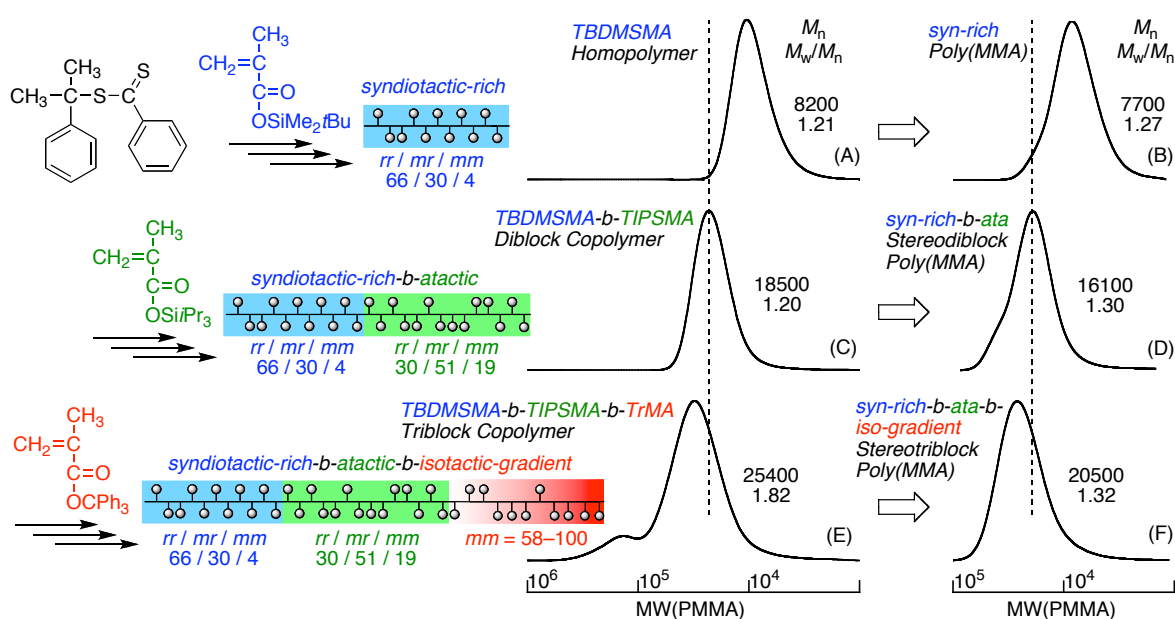 CH₃
H₃C
C
S
S
C
CH₃
CH₂
C
C=O
OSiMe₂tBu
syndiotactic-rich
rr / mr / mm
66 / 30 / 4
TBDMSMA
Homopolymer
8200
1.21
(A)
syn-rich
Poly(MMA)
Mn
Mw/Mn
7700
1.27
(B)
CH₃
CH₂
C
C=O
OSiiPr₃
syndiotactic-rich-b-atactic
rr / mr / mm
66 / 30 / 4
rr / mr / mm
30 / 51 / 19
TBDMSMA-b-TIPSMA
Diblock Copolymer
18500
1.20
(C)
syn-rich-b-ata
Stereodiblock
Poly(MMA)
16100
1.30
(D)
CH₃
CH₂
C
C=O
OCPh₃
syndiotactic-rich-b-atactic-b-isotactic-gradient
rr / mr / mm
66 / 30 / 4
rr / mr / mm
30 / 51 / 19
mm = 58–100
TBDMSMA-b-TIPSMA-b-TrMA
Triblock Copolymer
25400
1.82
(E)
syn-rich-b-ata-b-
iso-gradient
Stereotriblock
Poly(MMA)
20500
1.32
(F)
10⁶ 10⁵ 10⁴
MW(PMMA)
10⁵ 10⁴
MW(PMMA)